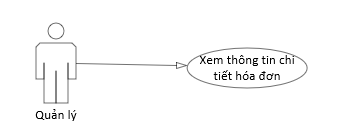 Xem thông tin chi
tiết hóa đơn
Quản lý